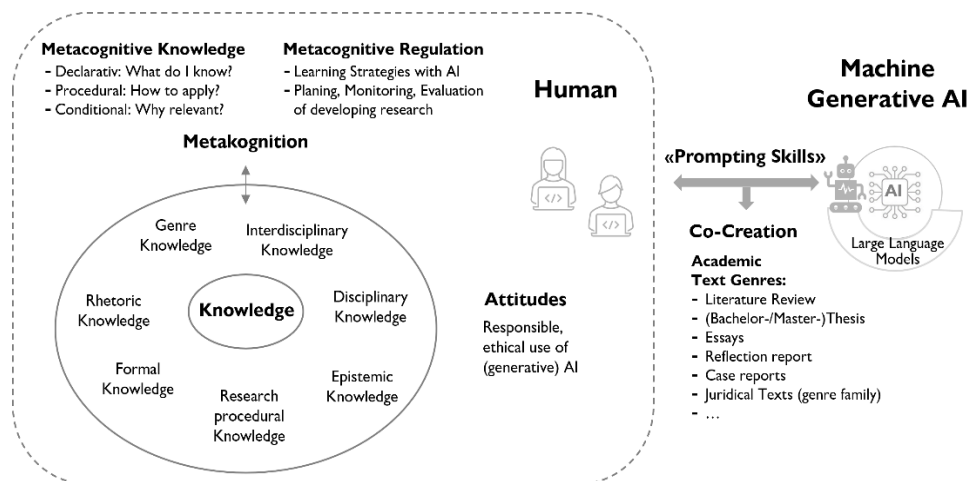 Metacognitive Knowledge
- Declarativ: What do I know?
- Procedural: How to apply?
- Conditional: Why relevant?
Metacognitive Regulation
- Learning Strategies with AI
- Planing, Monitoring, Evaluation
of developing research
Human
Machine
Generative AI
Metakognition
«Prompting Skills»
AI
Large Language
Models
Genre
Knowledge
Interdisciplinary
Knowledge
Rhetoric
Knowledge
Knowledge
Disciplinary
Knowledge
Formal
Knowledge
Research
procedural
Knowledge
Epistemic
Knowledge
Attitudes
Responsible,
ethical use of
(generative) AI
Co-Creation
Academic
Text Genres:
- Literature Review
- (Bachelor-/Master-)Thesis
- Essays
- Reflection report
- Case reports
- Juridical Texts (genre family)
- …